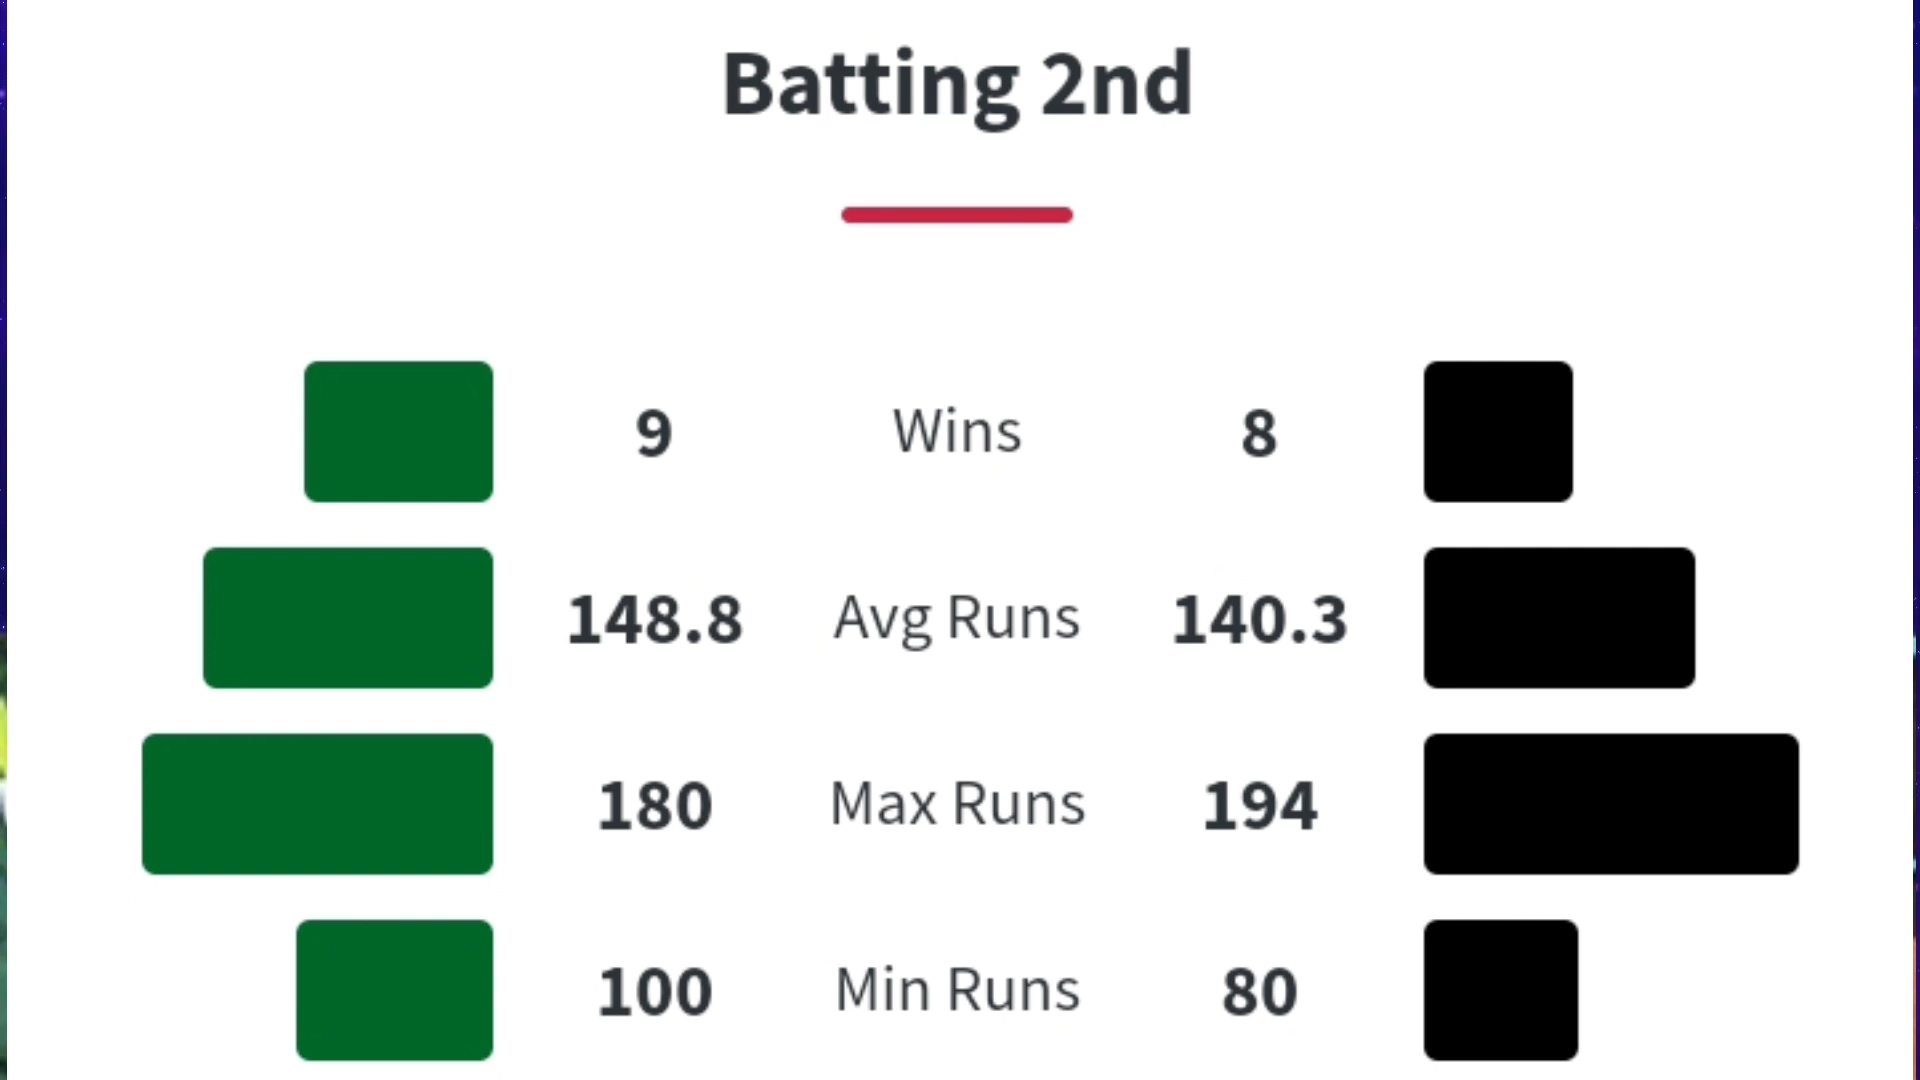 Batting 2nd
9 Wins 8
148.8 Avg Runs 140.3
180 Max Runs 194
100 Min Runs 80